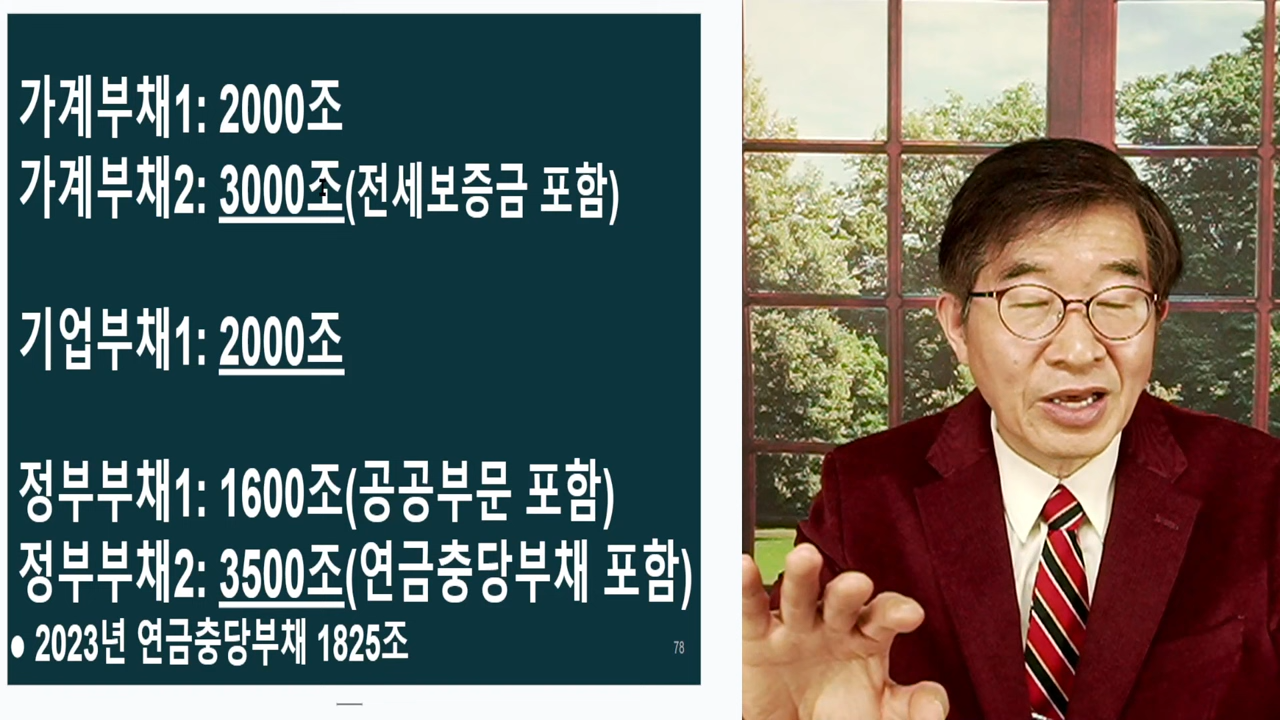 가계부채1: 2000조
가계부채2: 3000조(전세보증금 포함)
기업부채1: 2000조
정부부채1: 1600조(공공부문 포함)
정부부채2: 3500조(연금충당부채 포함)
● 2023년 연금충당부채 1825조
78